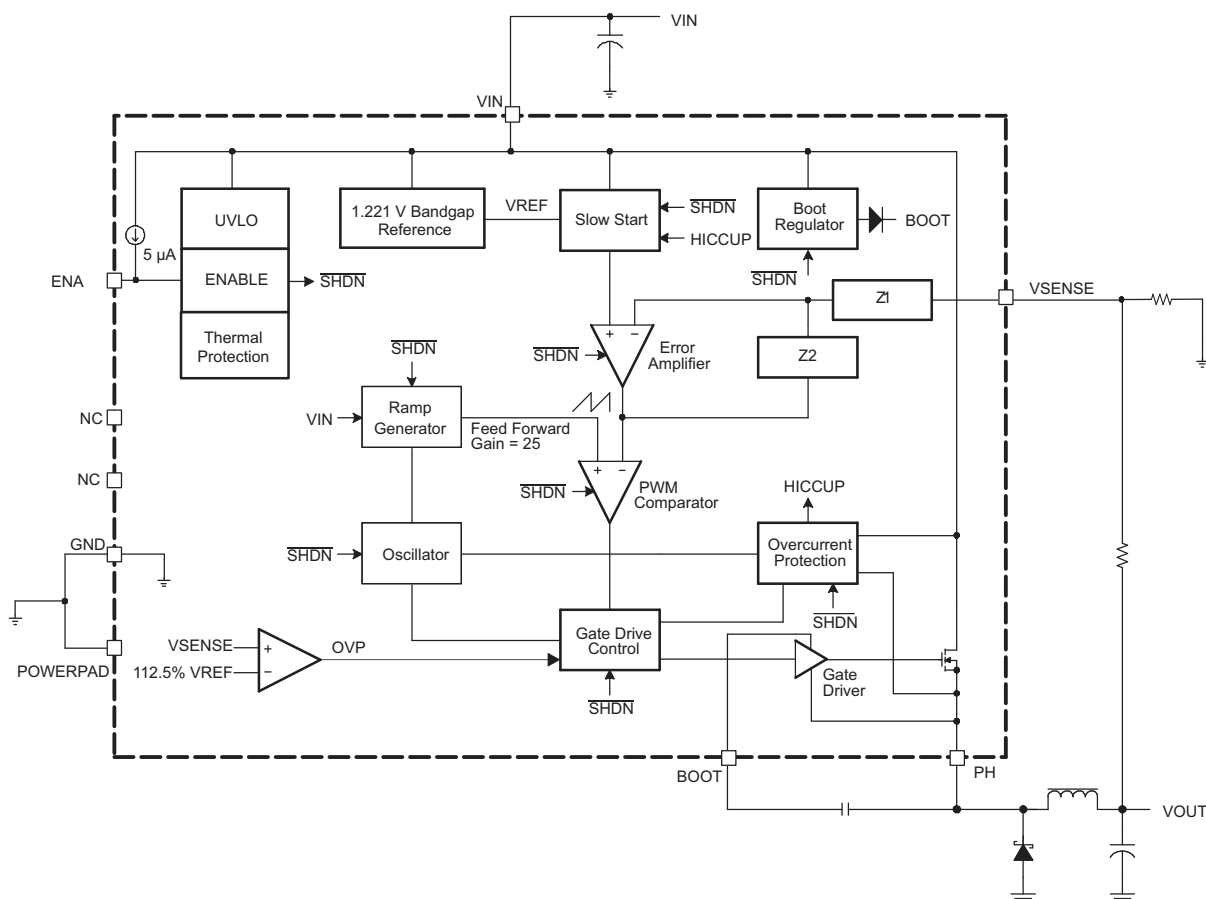 VIN
VIN
UVLO
1.221 V Bandgap
Reference
VREF
Slow Start
SHDN
HICCUP
Boot
Regulator
BOOT
5 µA
ENA
ENABLE
SHDN
SHDN
Z1
VSENSE
Thermal
Protection
SHDN
+
−
Error
Amplifier
Z2
SHDN
NC
VIN
Ramp
Generator
Feed Forward
Gain = 25
NC
SHDN
+
−
PWM
Comparator
HICCUP
GND
SHDN
Oscillator
Overcurrent
Protection
SHDN
POWERPAD
VSENSE
112.5% VREF
+
−
OVP
Gate Drive
Control
SHDN
Gate
Driver
BOOT
PH
VOUT